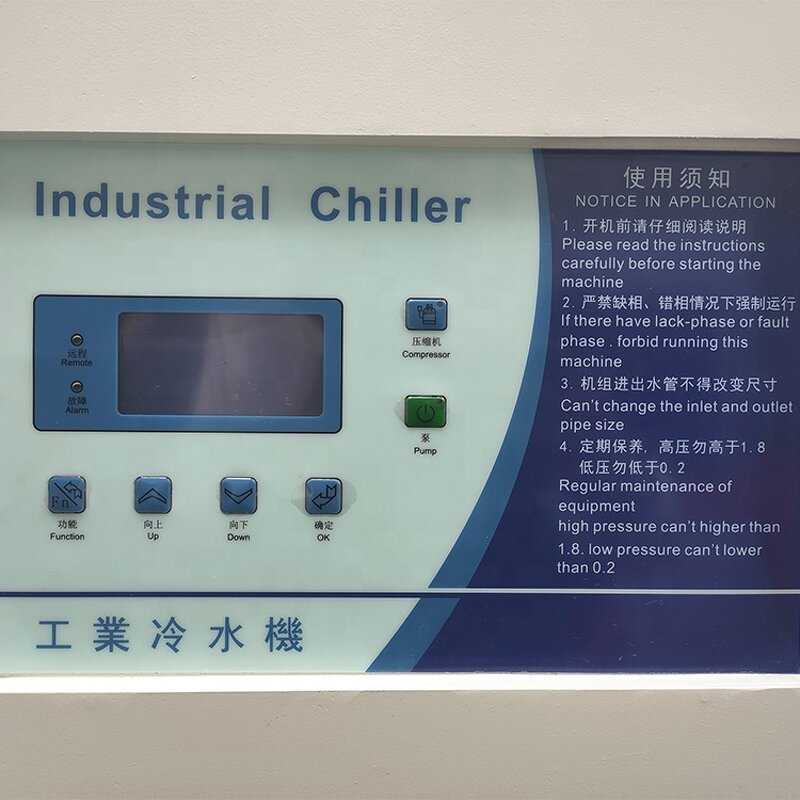 Industrial Chiller
远程
Remote
故障
Alarm
压缩机
Compressor
泵
Pump
Fn
功能
Function
向上
Up
向下
Down
确定
OK
工業冷水機
使用须知
NOTICE IN APPLICATION
1. 开机前请仔细阅读说明
Please read the instructions
carefully before starting the
machine
2. 严禁缺相、错相情况下强制运行
If there have lack-phase or fault
phase . forbid running this
machine
3. 机组进出水管不得改变尺寸
Can't change the inlet and outlet
pipe size
4. 定期保养, 高压勿高于1.8
低压勿低于0.2
Regular maintenance of
equipment
high pressure can't higher than
1.8. low pressure can't lower
than 0.2